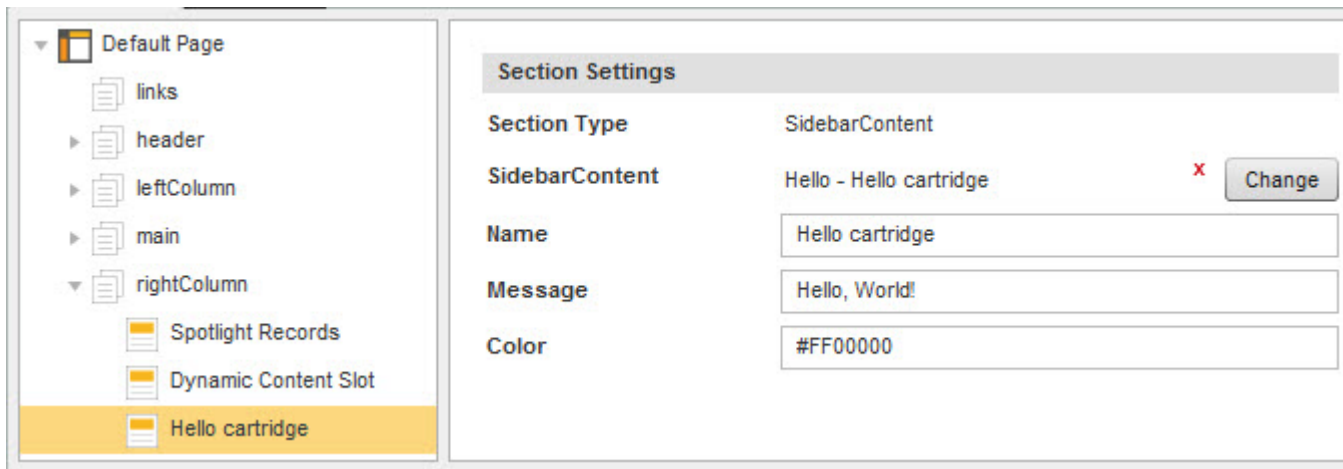 Default Page
links
header
leftColumn
main
rightColumn
Spotlight Records
Dynamic Content Slot
Hello cartridge
Section Settings
Section Type SidebarContent
SidebarContent Hello - Hello cartridge x Change
Name Hello cartridge
Message Hello, World!
Color #FF00000